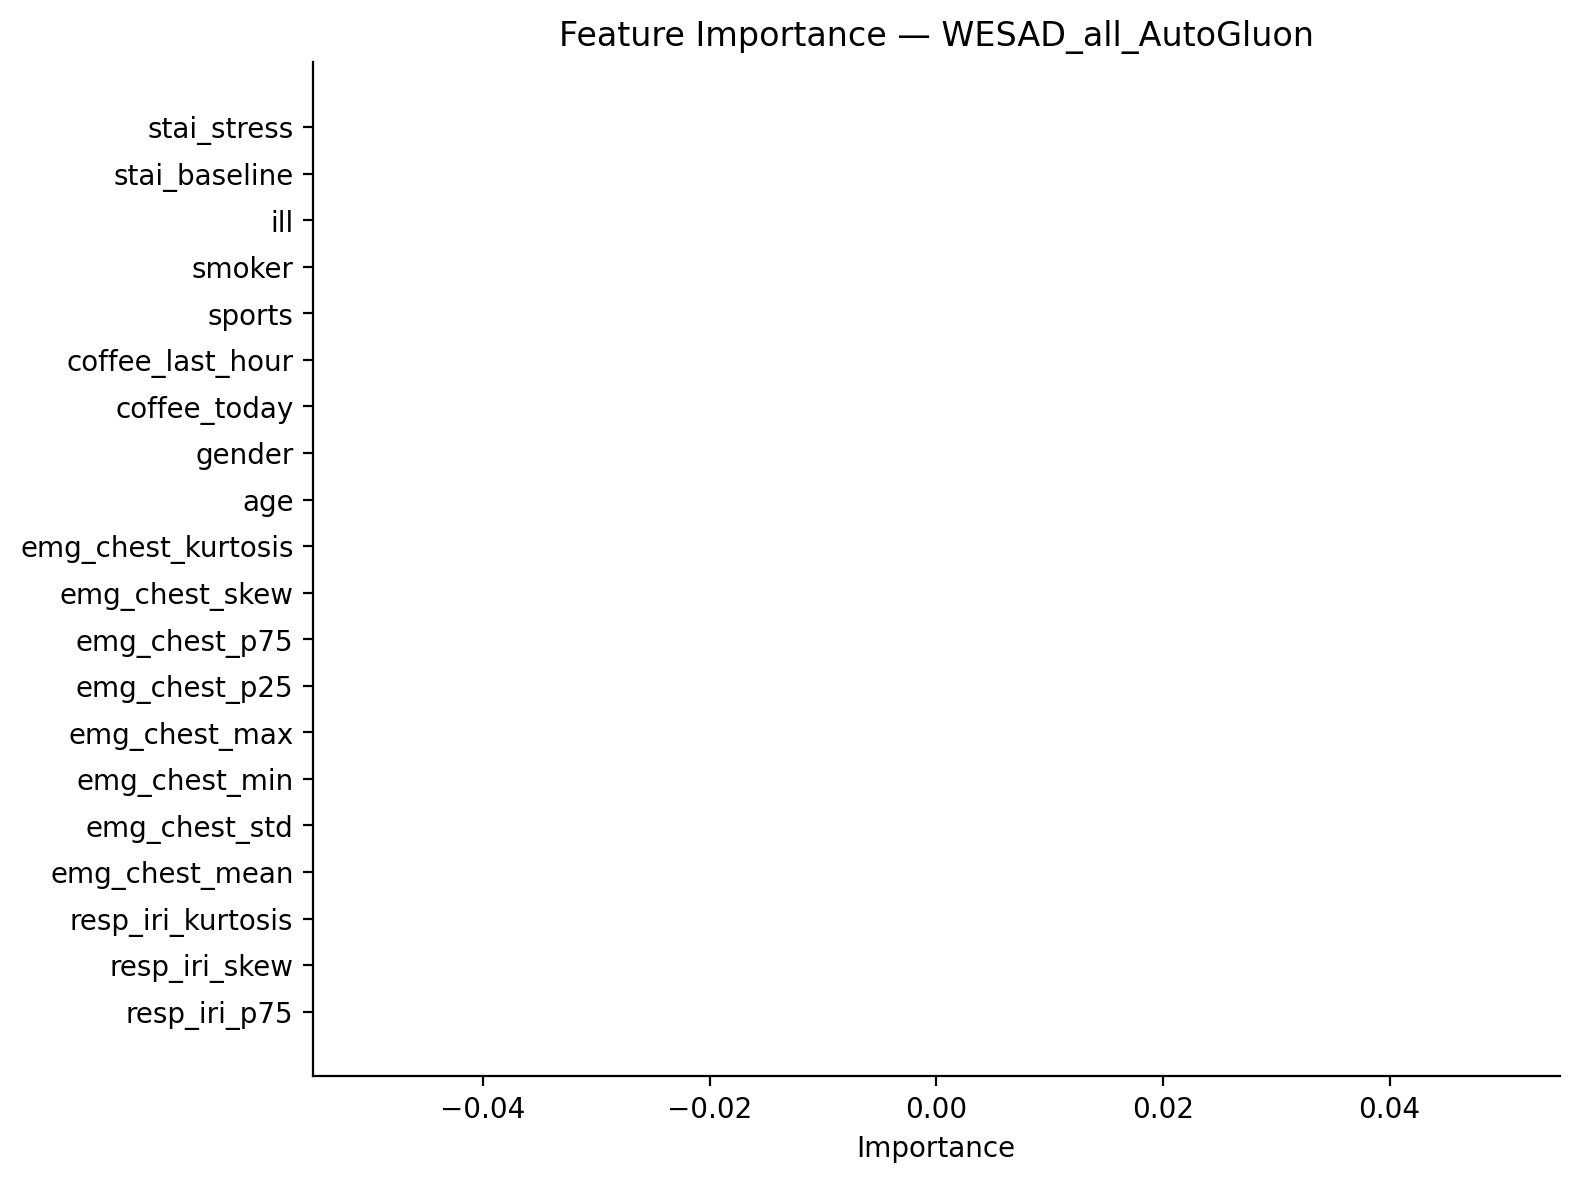 Feature Importance — WESAD_all_AutoGluon
stai_stress
stai_baseline
ill
smoker
sports
coffee_last_hour
coffee_today
gender
age
emg_chest_kurtosis
emg_chest_skew
emg_chest_p75
emg_chest_p25
emg_chest_max
emg_chest_min
emg_chest_std
emg_chest_mean
resp_iri_kurtosis
resp_iri_skew
resp_iri_p75
−0.04 −0.02 0.00 0.02 0.04
Importance